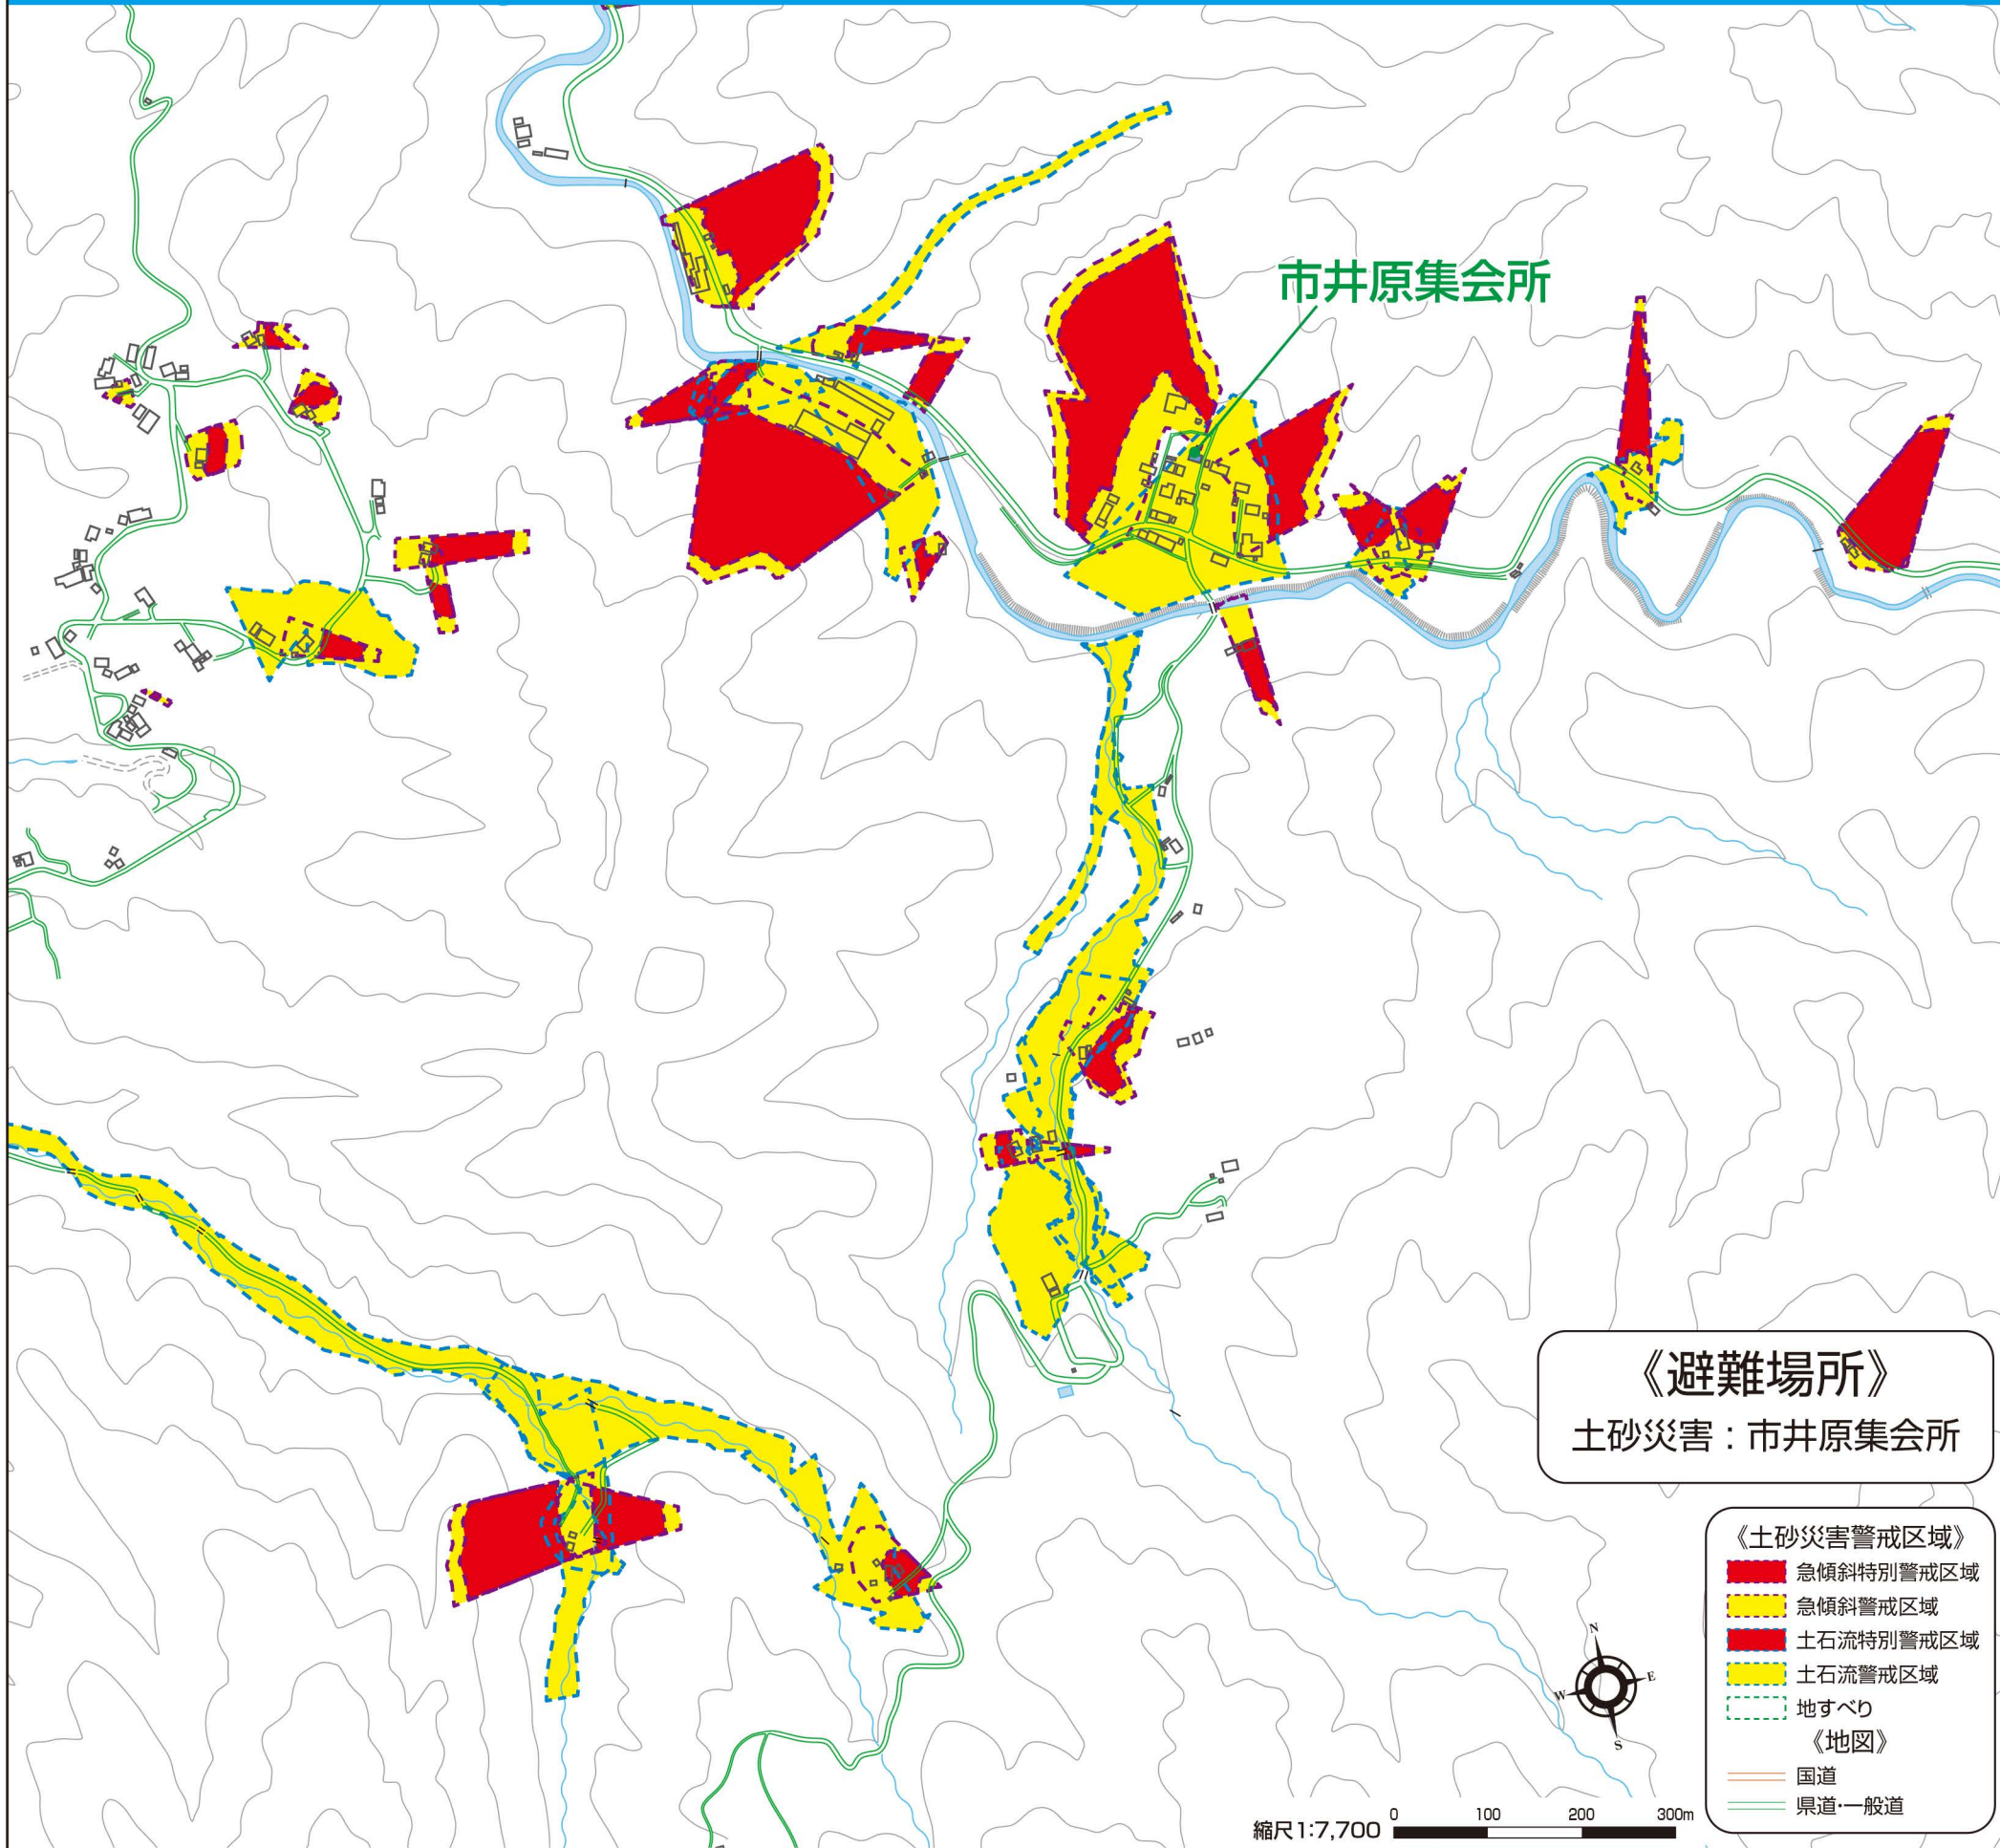 市井原集会所
《避難場所》
土砂災害：市井原集会所
《土砂災害警戒区域》
急傾斜特別警戒区域
急傾斜警戒区域
土石流特別警戒区域
土石流警戒区域
地すべり
《地図》
国道
県道・一般道
N
W E
S
縮尺1:7,700 0 100 200 300m